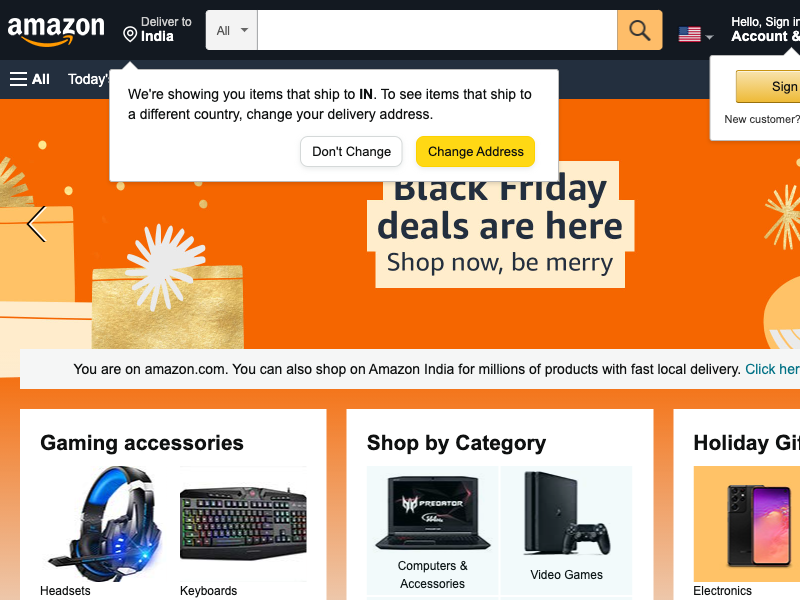 amazon
Deliver to
India
All
Hello, Sign in
Account &
All
Today's
We're showing you items that ship to IN. To see items that ship to
a different country, change your delivery address.
Don't Change
Change Address
Sign
New customer?
Black Friday
deals are here
Shop now, be merry
You are on amazon.com. You can also shop on Amazon India for millions of products with fast local delivery. Click her
Gaming accessories
Shop by Category
Holiday Gif
PREDATOR
Headsets
Keyboards
Computers &
Accessories
Video Games
Electronics